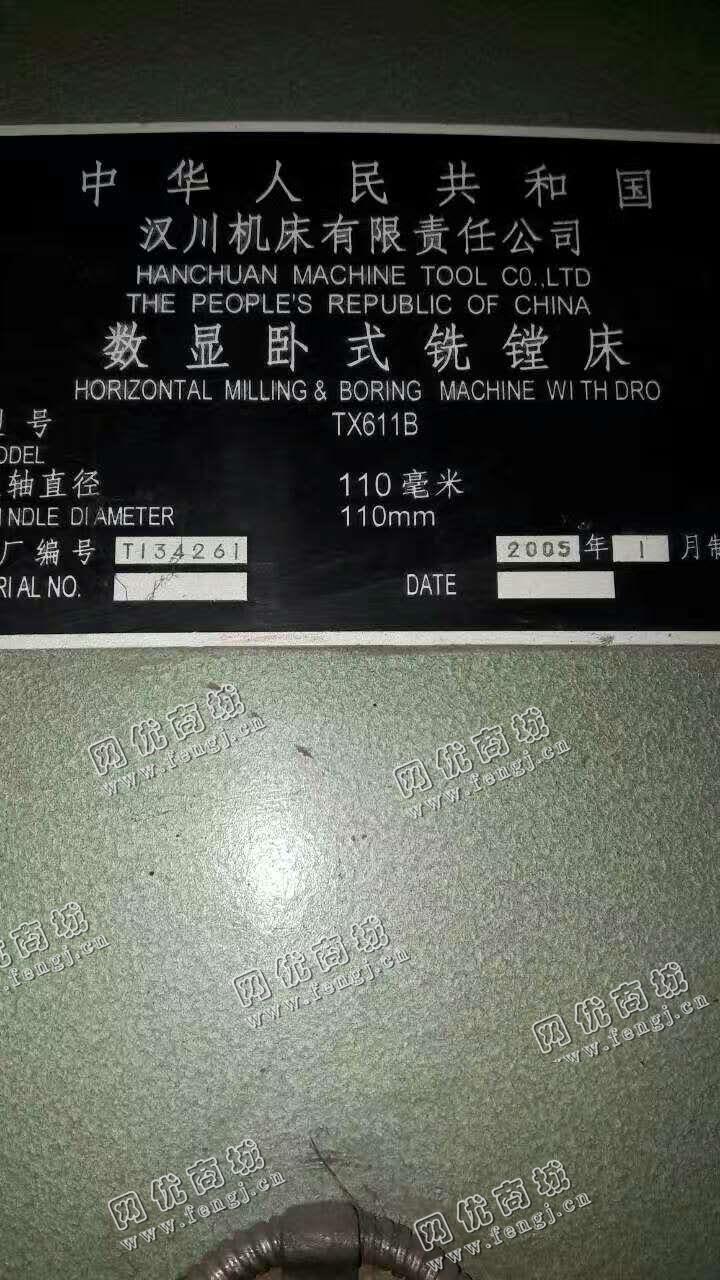 中华人民共和国
汉川机床有限责任公司
HANCHUAN MACHINE TOOL CO.,LTD
THE PEOPLE'S REPUBLIC OF CHINA
数显卧式铣镗床
HORIZONTAL MILLING & BORING MACHINE WITH DRO
号 TX611B
ODEL
轴直径 110毫米
INDLE DIAMETER 110mm
厂编号 T134261 2005年 1 月制
RIAL NO. DATE
网优商城
www.fengj.cn
网优商城
www.fengj.cn
网优商城
www.fengj.cn
网优商城
www.fengj.cn
网优商城
www.fengj.cn
网优商城
www.fengj.cn
网优商城
www.fengj.cn